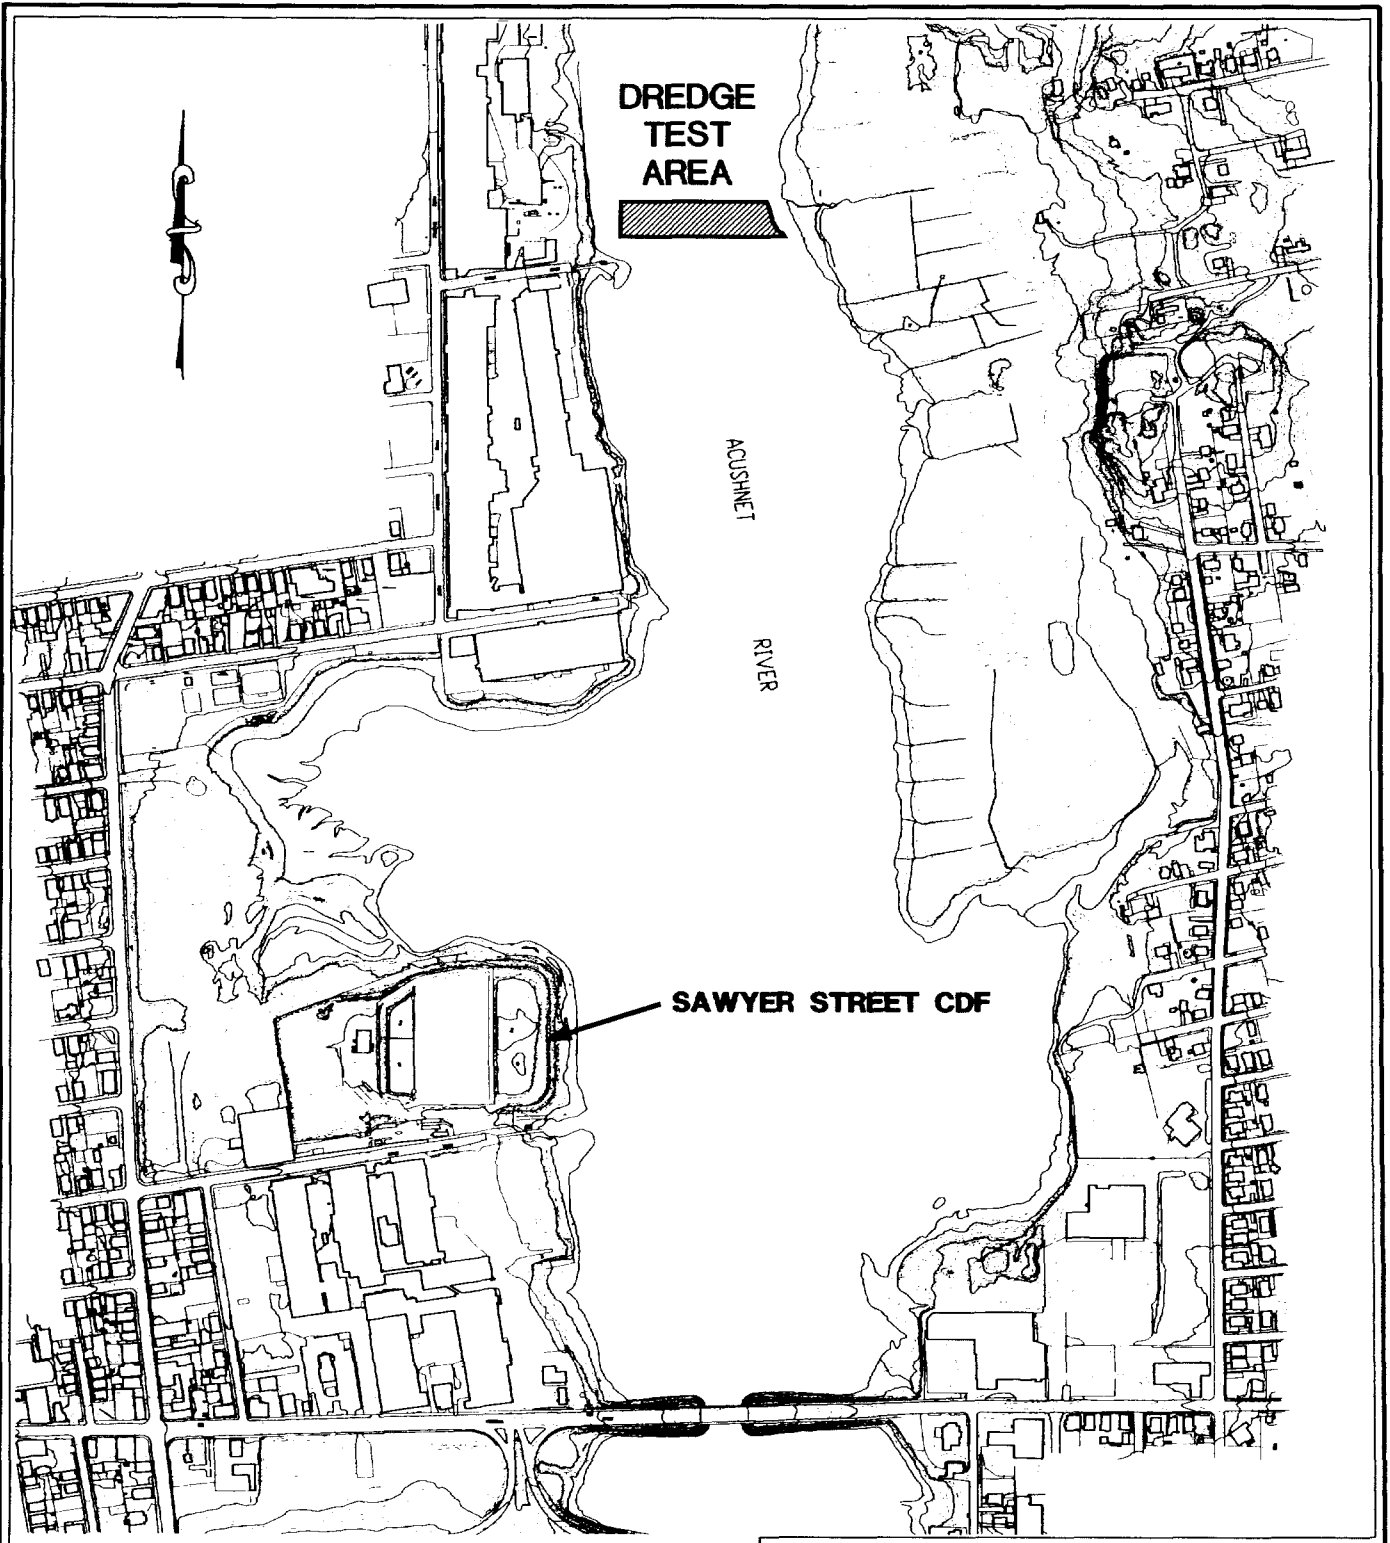 DREDGE
TEST
AREA
ACUSHNET
RIVER
SAWYER STREET CDF